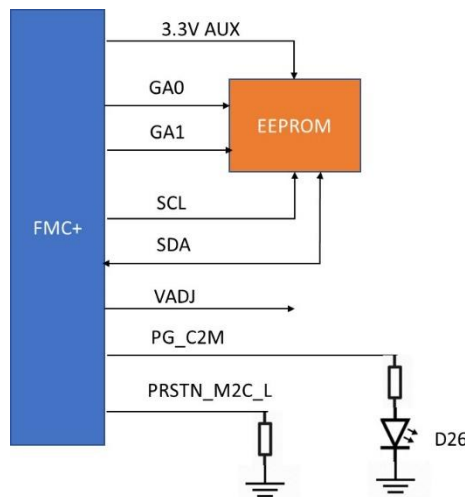 3.3V AUX
GA0
EEPROM
GA1
SCL
FMC+
SDA
VADJ
PG_C2M
PRSTN_M2C_L
D26